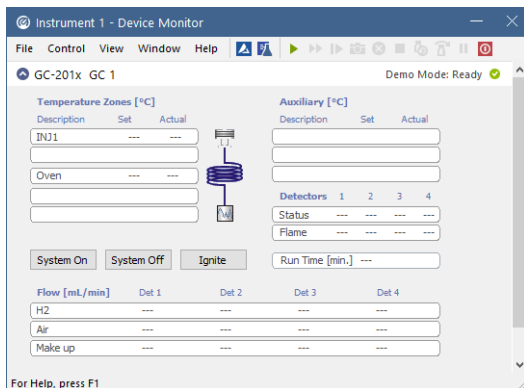 Instrument 1 - Device Monitor
File Control View Window Help
GC-201x GC 1 Demo Mode: Ready
Temperature Zones [°C] Auxiliary [°C]
Description Set Actual Description Set Actual
INJ1 --- ---
Oven --- ---
Detectors 1 2 3 4
Status --- --- --- ---
Flame --- --- --- ---
System On System Off Ignite Run Time [min.] ---
Flow [mL/min] Det 1 Det 2 Det 3 Det 4
H2 --- --- --- ---
Air --- --- --- ---
Make up --- --- --- ---
For Help, press F1